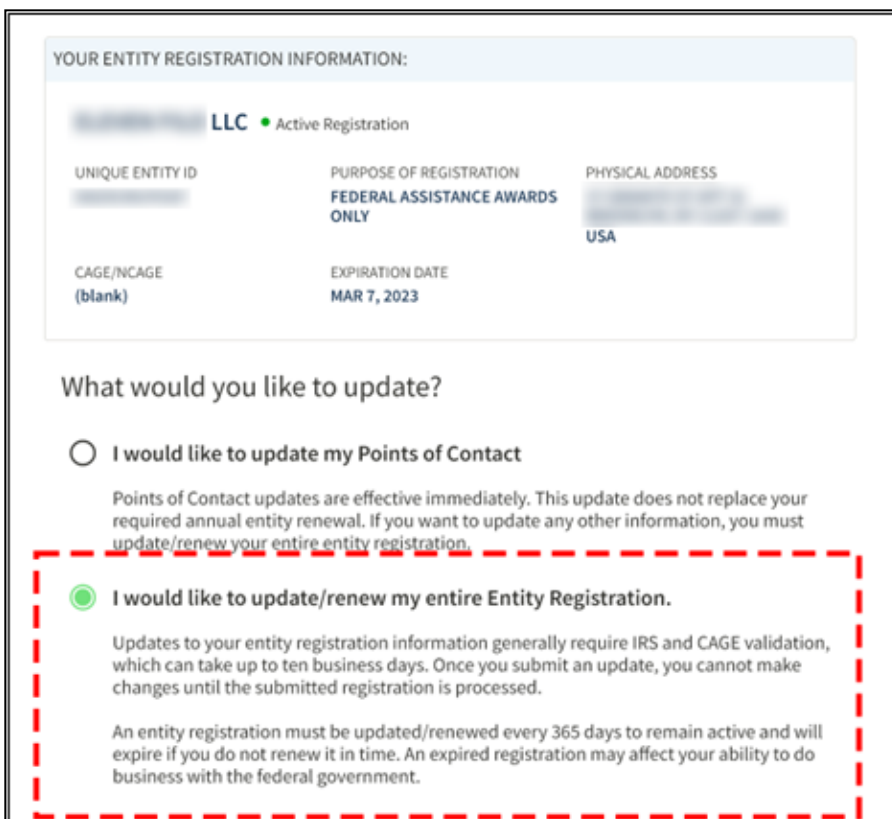 YOUR ENTITY REGISTRATION INFORMATION:
LLC • Active Registration
UNIQUE ENTITY ID PURPOSE OF REGISTRATION PHYSICAL ADDRESS
FEDERAL ASSISTANCE AWARDS
ONLY
USA
CAGE/NCAGE EXPIRATION DATE
(blank) MAR 7, 2023
What would you like to update?
I would like to update my Points of Contact
Points of Contact updates are effective immediately. This update does not replace your
required annual entity renewal. If you want to update any other information, you must
update/renew your entire entity registration.
I would like to update/renew my entire Entity Registration.
Updates to your entity registration information generally require IRS and CAGE validation,
which can take up to ten business days. Once you submit an update, you cannot make
changes until the submitted registration is processed.
An entity registration must be updated/renewed every 365 days to remain active and will
expire if you do not renew it in time. An expired registration may affect your ability to do
business with the federal government.